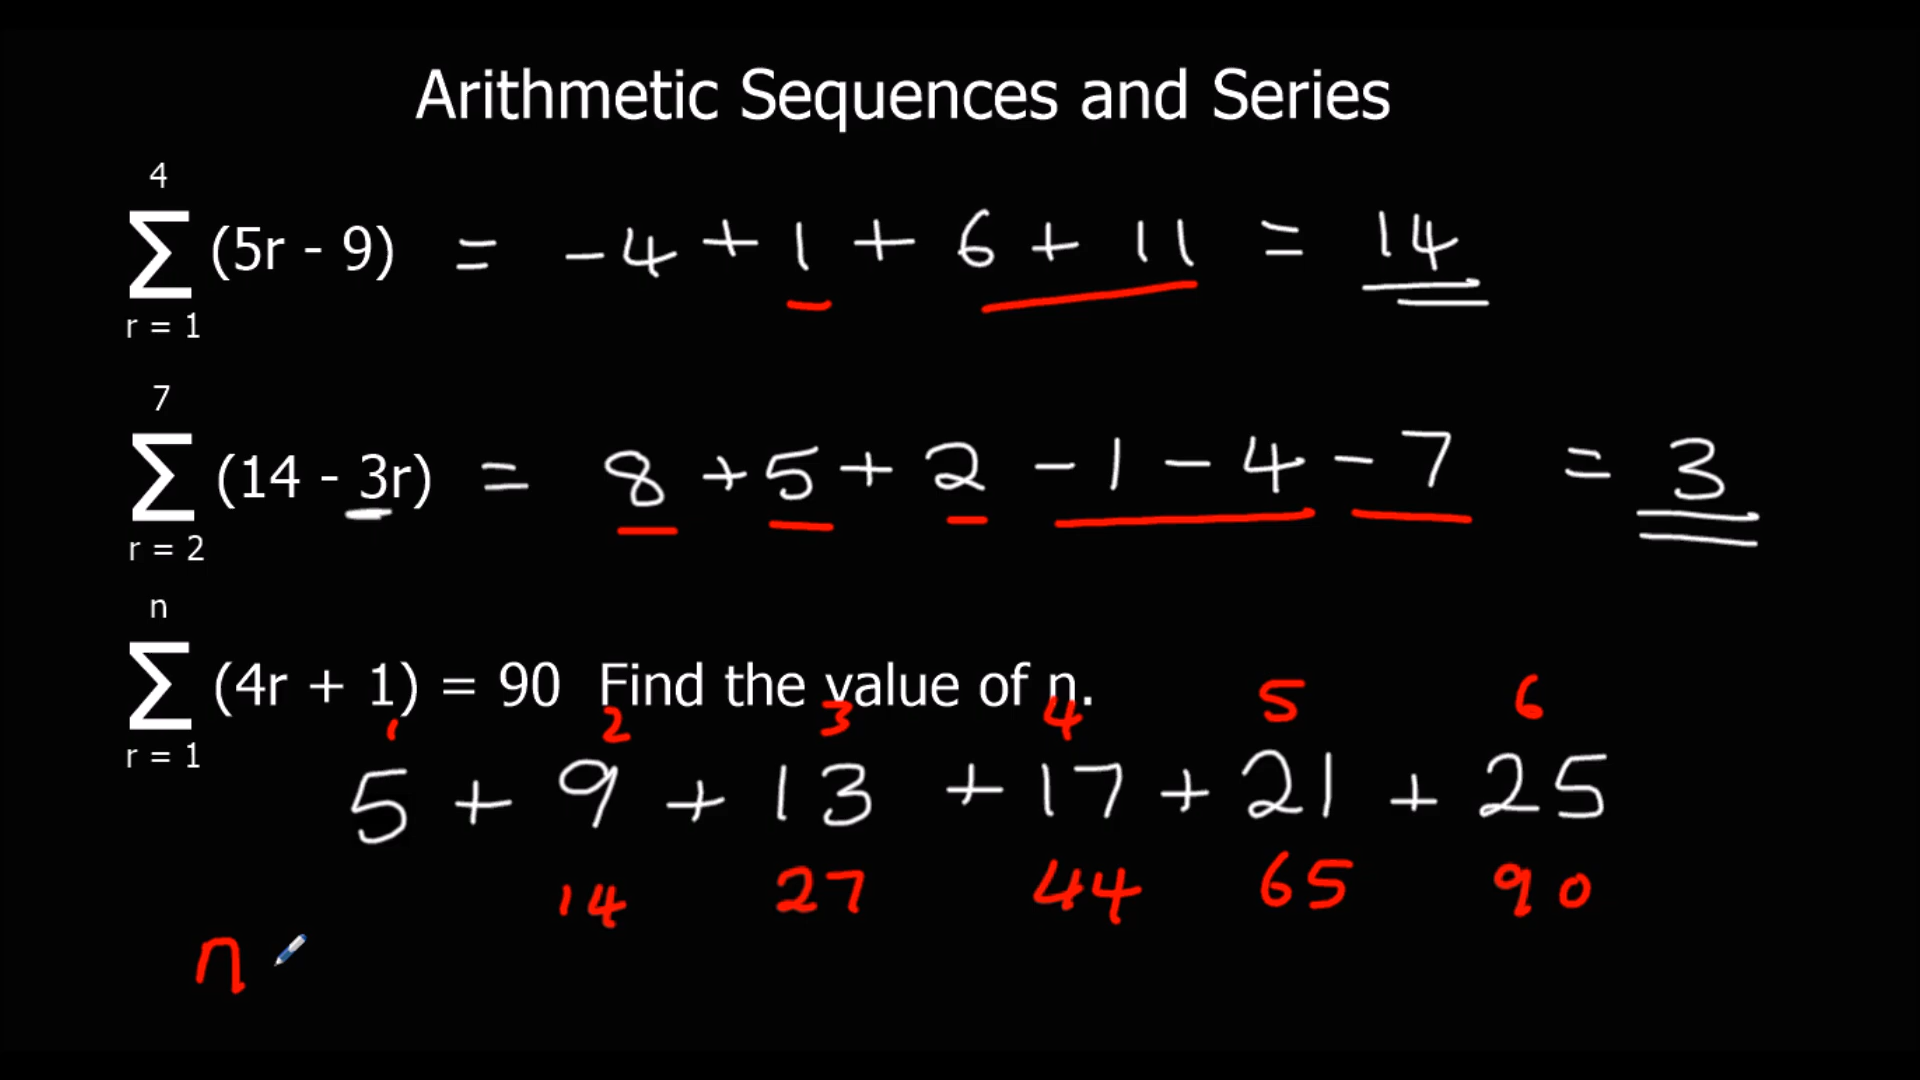 Arithmetic Sequences and Series
4
∑ (5r - 9) = -4 + 1 + 6 + 11 = 14
r = 1
7
∑ (14 - 3r) = 8 + 5 + 2 - 1 - 4 - 7 = 3
r = 2
n
∑ (4r + 1) = 90 Find the value of n.
r = 1
1 2 3 4 5 6
5 + 9 + 13 + 17 + 21 + 25
14 27 44 65 90
n